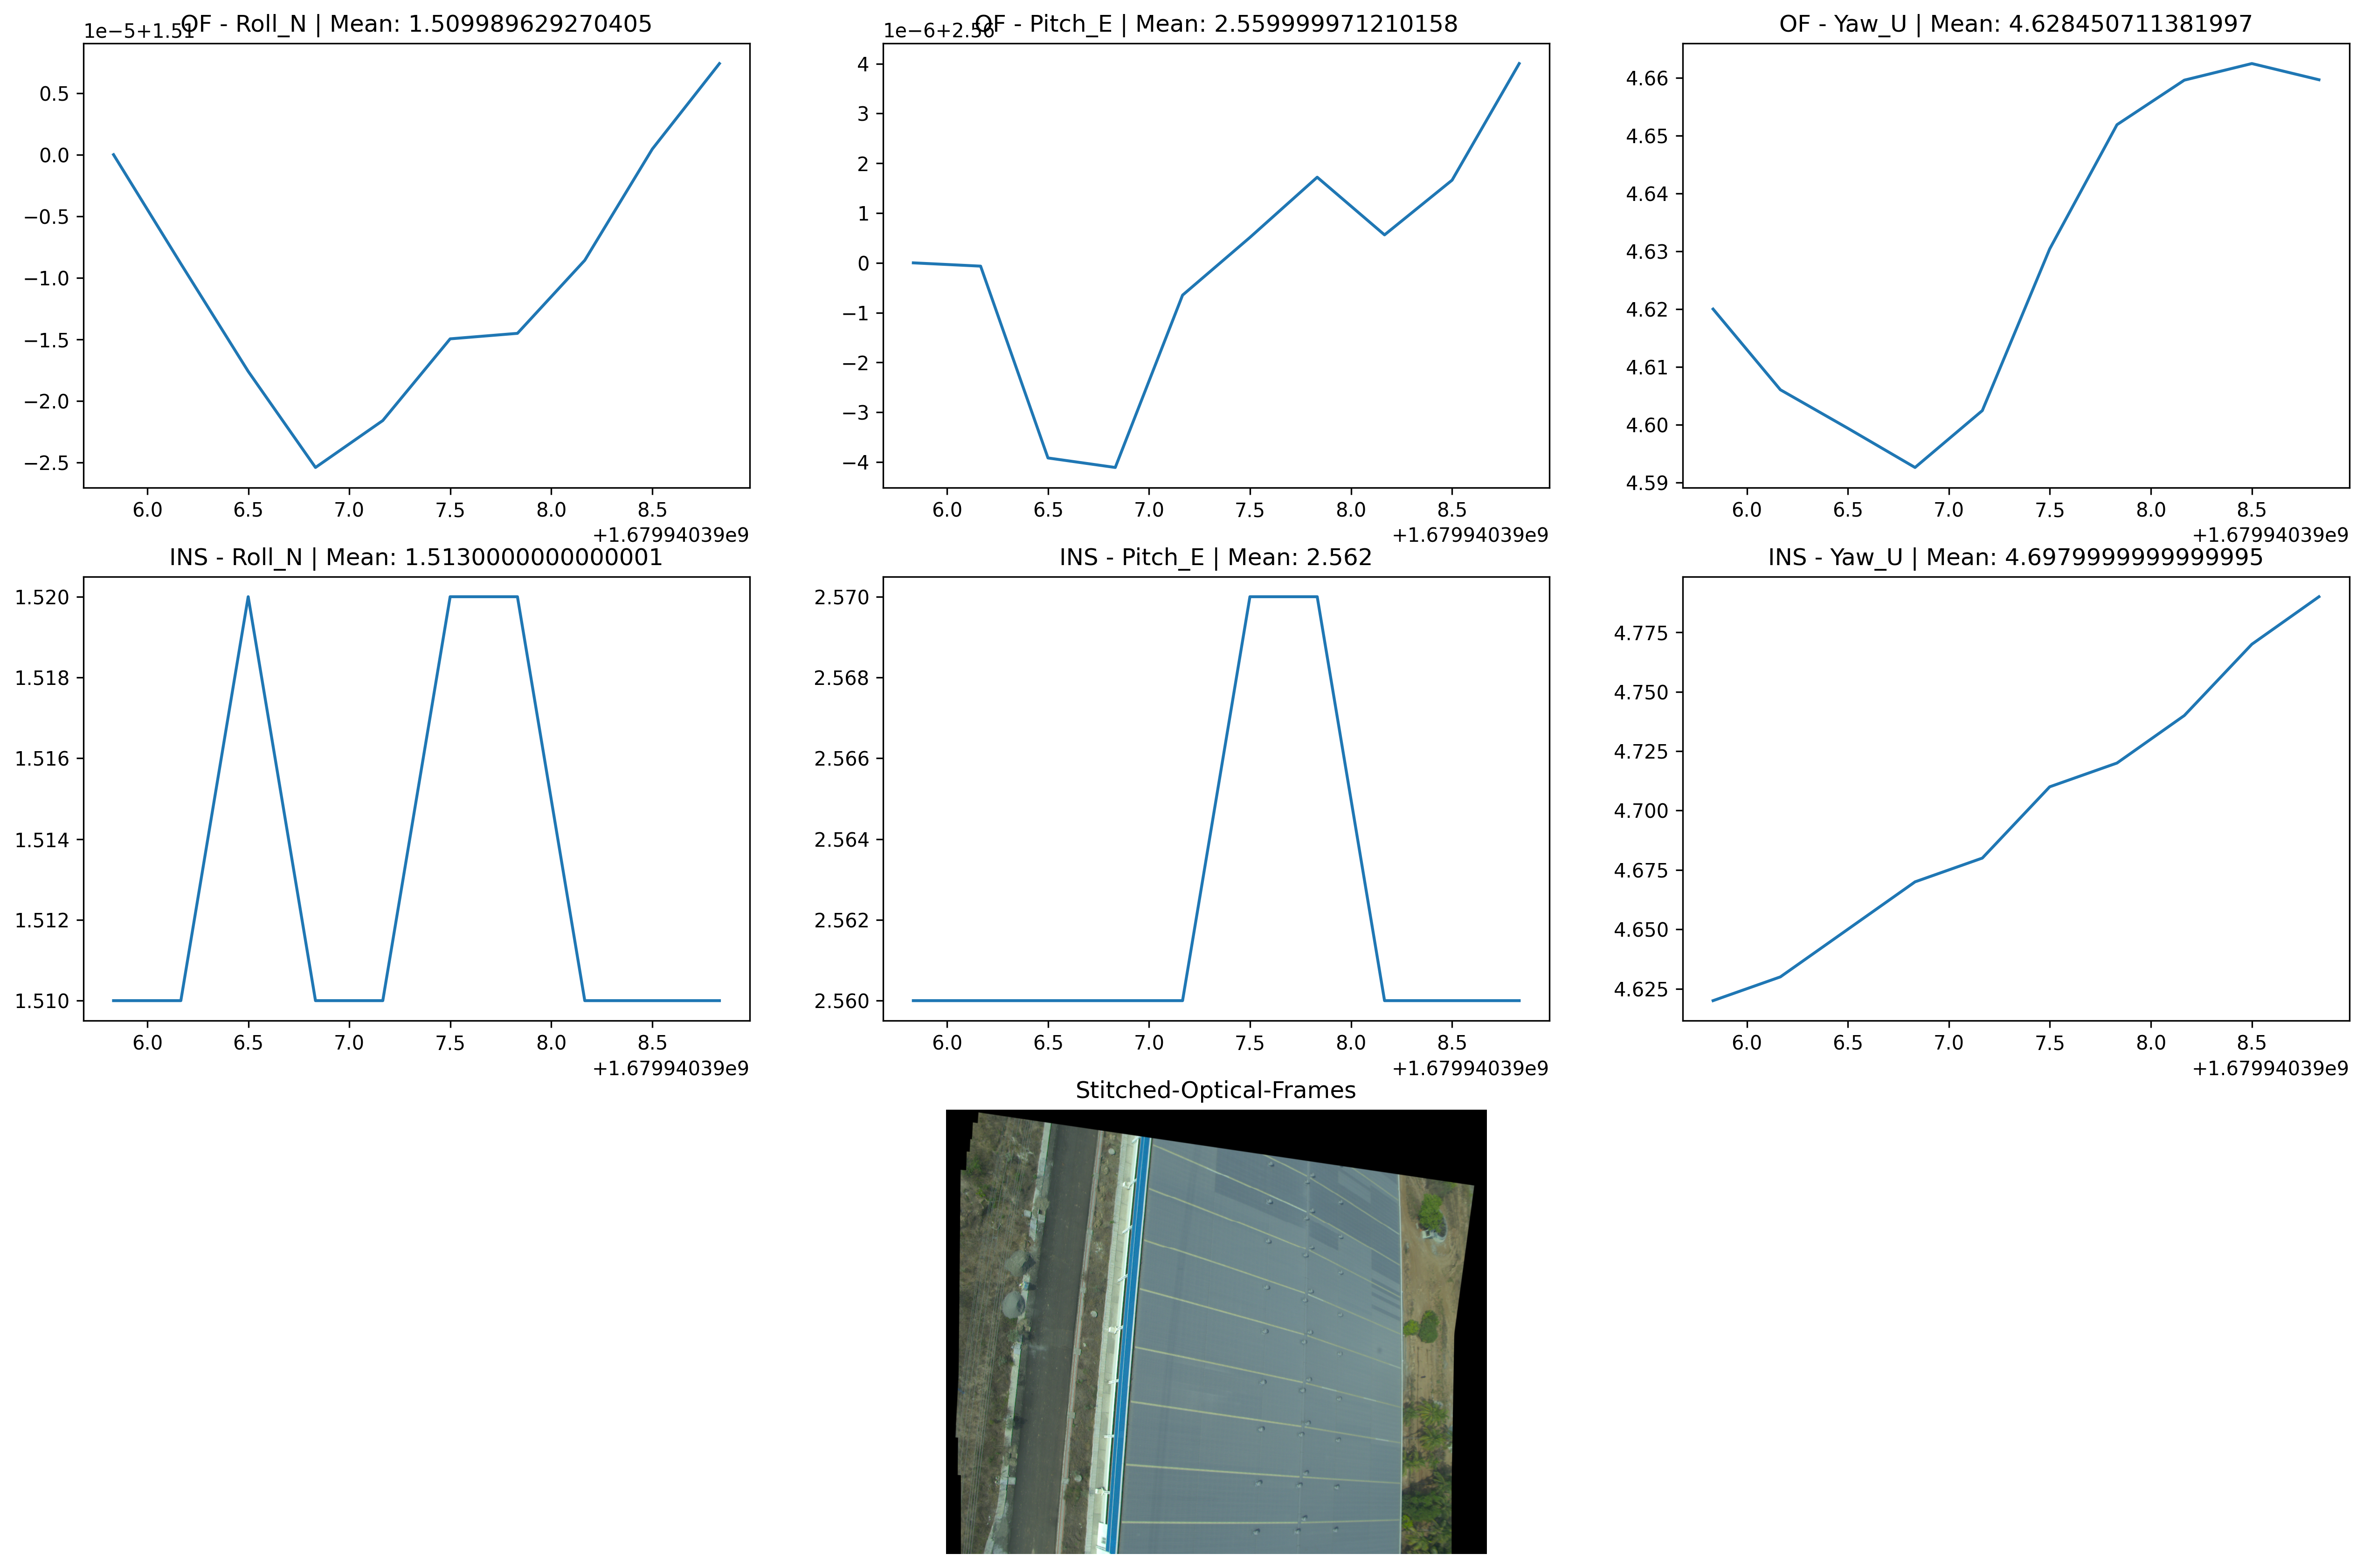 OF - Roll_N | Mean: 1.509989629270405
1e−5+1.51
0.5
0.0
−0.5
−1.0
−1.5
−2.0
−2.5
6.0 6.5 7.0 7.5 8.0 8.5
+1.67994039e9
OF - Pitch_E | Mean: 2.559999971210158
1e−6+2.56
4
3
2
1
0
−1
−2
−3
−4
6.0 6.5 7.0 7.5 8.0 8.5
+1.67994039e9
OF - Yaw_U | Mean: 4.628450711381997
4.66
4.65
4.64
4.63
4.62
4.61
4.60
4.59
6.0 6.5 7.0 7.5 8.0 8.5
+1.67994039e9
INS - Roll_N | Mean: 1.5130000000000001
1.520
1.518
1.516
1.514
1.512
1.510
6.0 6.5 7.0 7.5 8.0 8.5
+1.67994039e9
INS - Pitch_E | Mean: 2.562
2.570
2.568
2.566
2.564
2.562
2.560
6.0 6.5 7.0 7.5 8.0 8.5
+1.67994039e9
INS - Yaw_U | Mean: 4.6979999999999995
4.775
4.750
4.725
4.700
4.675
4.650
4.625
6.0 6.5 7.0 7.5 8.0 8.5
+1.67994039e9
Stitched-Optical-Frames